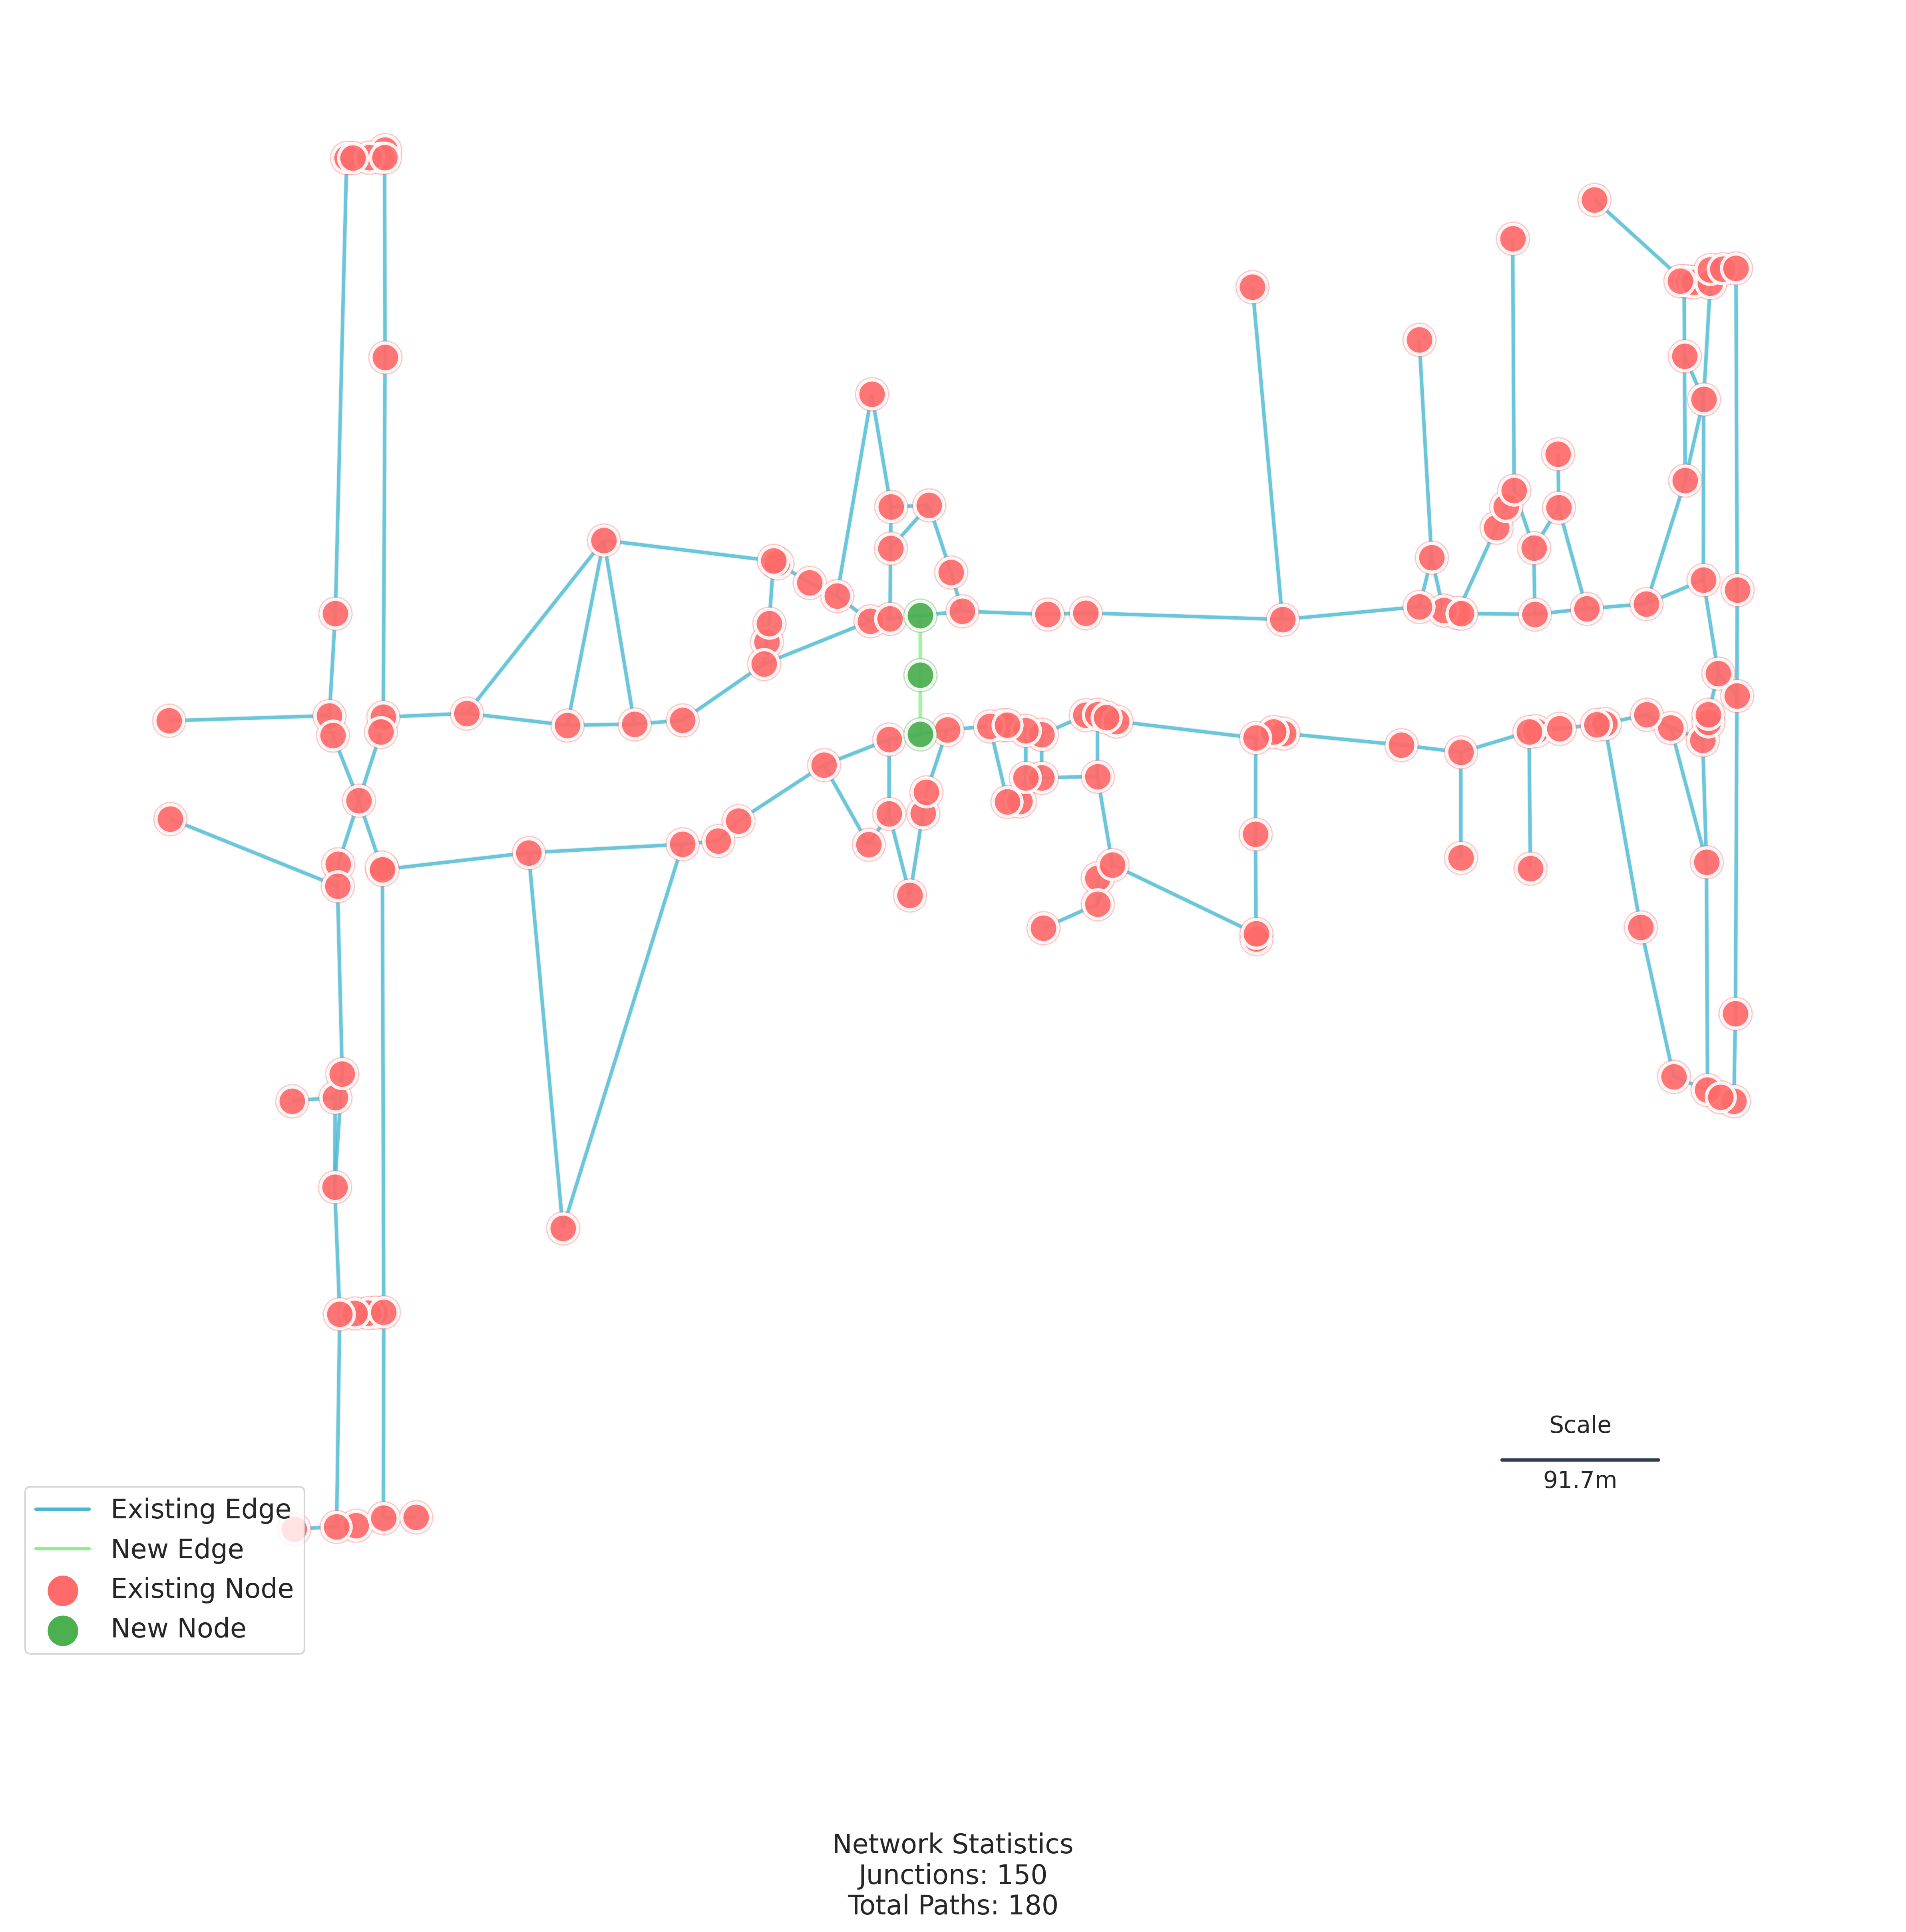 Scale
91.7m
Existing Edge
New Edge
Existing Node
New Node
Network Statistics
Junctions: 150
Total Paths: 180